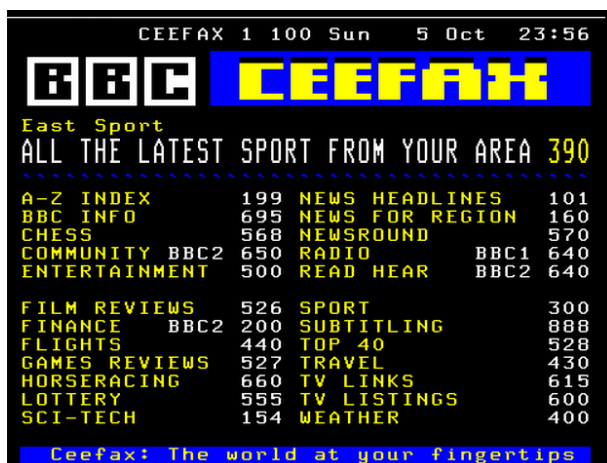 CEEFAX 1 100 Sun 5 Oct 23:56
BBC CEEFAX
East Sport
ALL THE LATEST SPORT FROM YOUR AREA 390
A-Z INDEX 199 NEWS HEADLINES 101
BBC INFO 695 NEWS FOR REGION 160
CHESS 568 NEWSROUND 570
COMMUNITY BBC2 650 RADIO BBC1 640
ENTERTAINMENT 500 READ HEAR BBC2 640
FILM REVIEWS 526 SPORT 300
FINANCE BBC2 200 SUBTITLING 888
FLIGHTS 440 TOP 40 528
GAMES REVIEWS 527 TRAVEL 430
HORSERACING 660 TV LINKS 615
LOTTERY 555 TV LISTINGS 600
SCI-TECH 154 WEATHER 400
Ceefax: The world at your fingertips